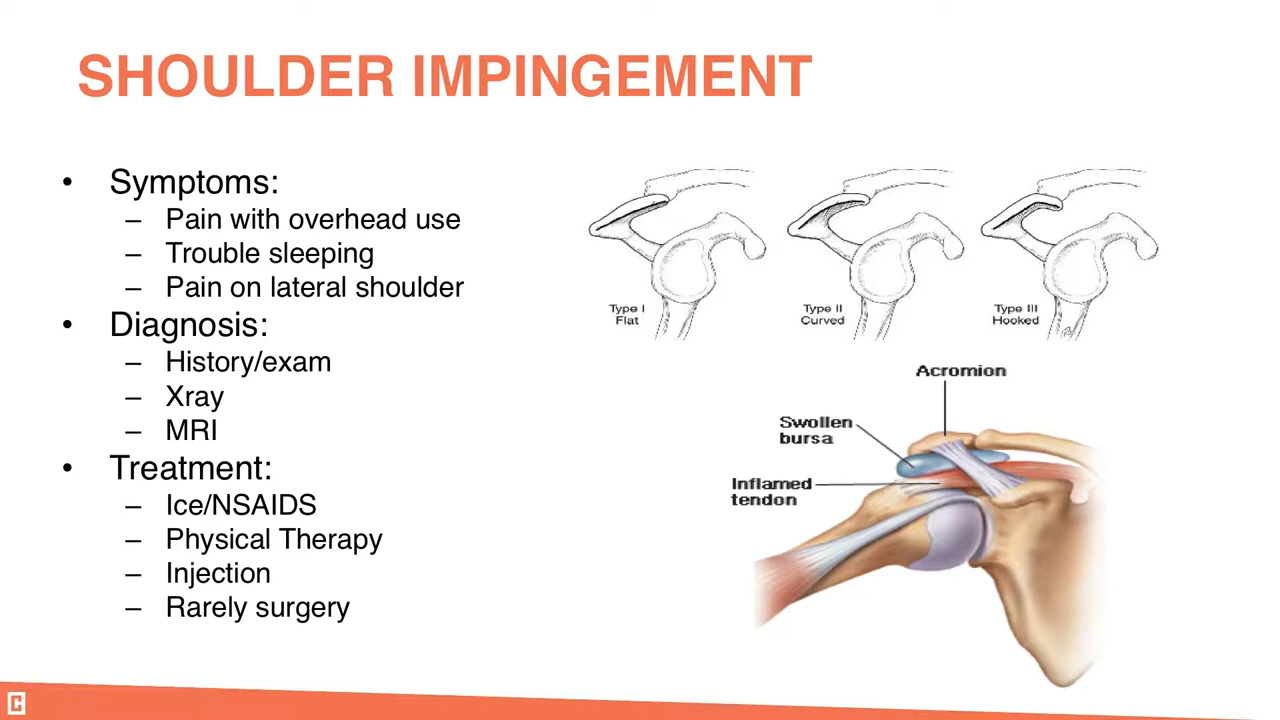 SHOULDER IMPINGEMENT
• Symptoms:
– Pain with overhead use
– Trouble sleeping
– Pain on lateral shoulder
• Diagnosis:
– History/exam
– Xray
– MRI
• Treatment:
– Ice/NSAIDS
– Physical Therapy
– Injection
– Rarely surgery
Type I
Flat
Type II
Curved
Type III
Hooked
Acromion
Swollen
bursa
Inflamed
tendon
C